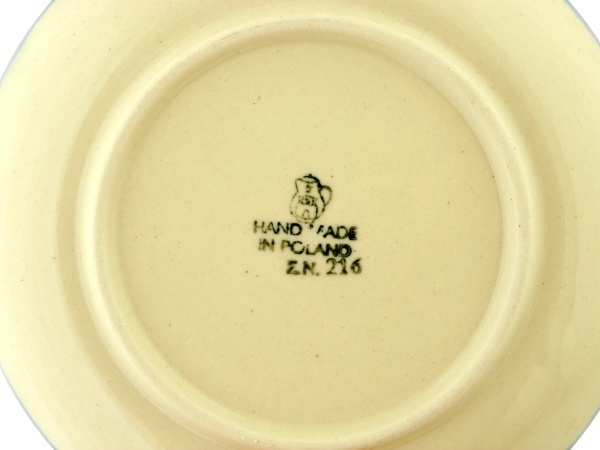 HAND MADE
IN POLAND
Z.N. 216